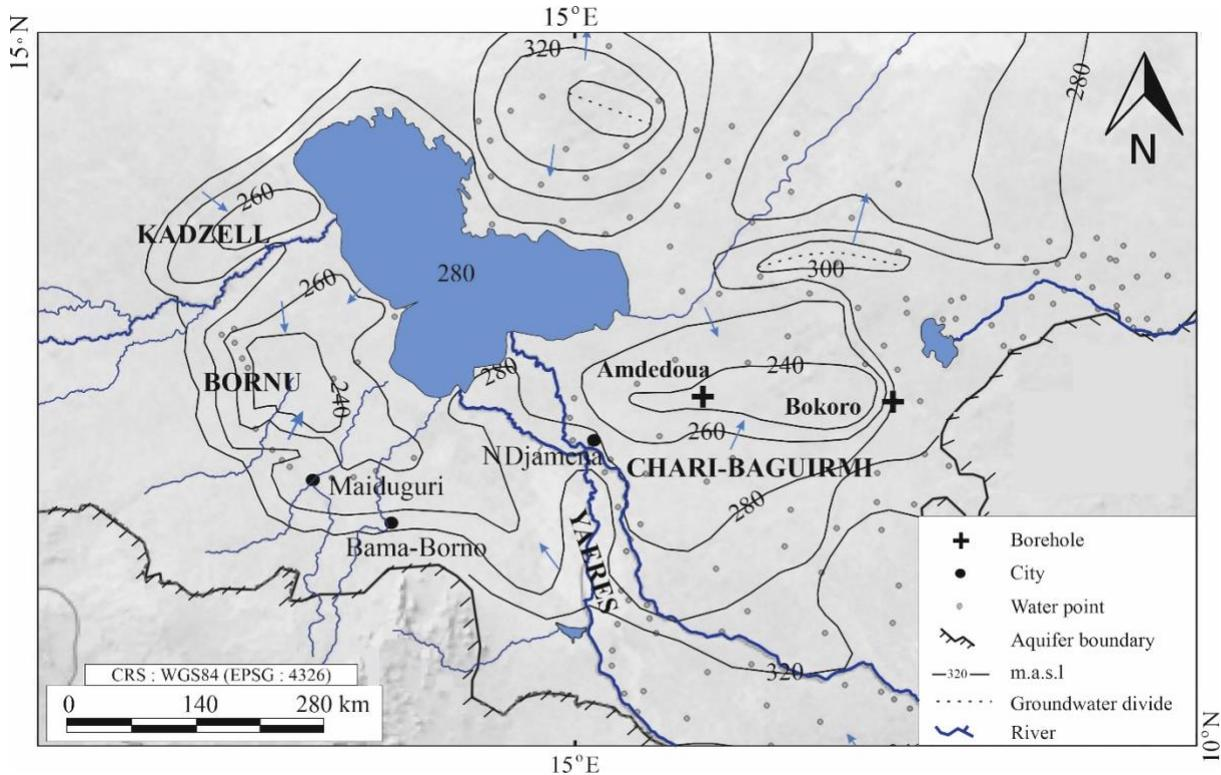 15°E
15°N
320
280
260
KADZELL
260
280
300
BORNU
240
280
Amdedoua
240
Bokoro
260
NDjamena
CHARI-BAGUIRMI
Maiduguri
280
Bama-Borno
YAERES
320
N
Borehole
City
Water point
Aquifer boundary
320 m.a.s.l
Groundwater divide
River
CRS : WGS84 (EPSG : 4326)
0 140 280 km
15°E
10°N